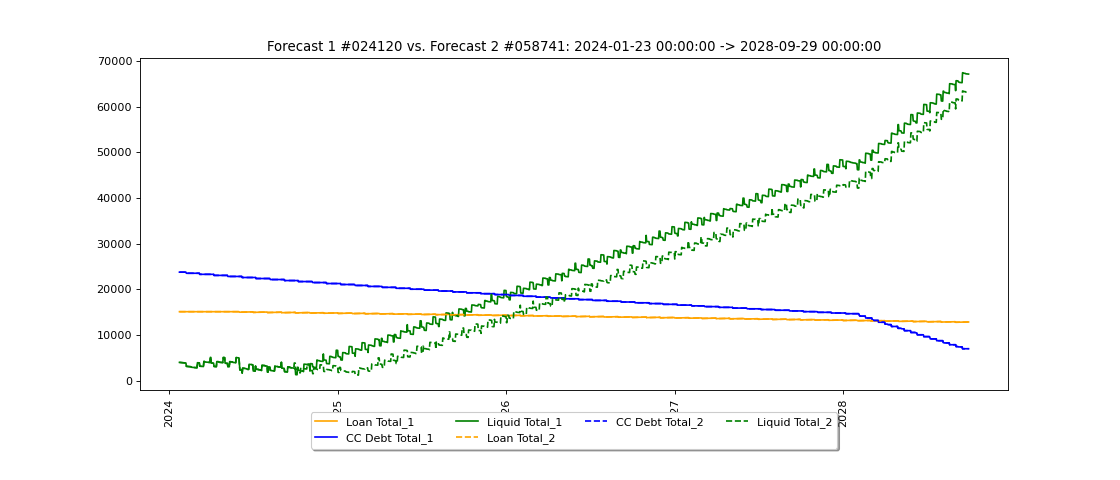 Forecast 1 #024120 vs. Forecast 2 #058741: 2024-01-23 00:00:00 -> 2028-09-29 00:00:00
70000
60000
50000
40000
30000
20000
10000
0
2024
25
26
27
2028
Loan Total_1
Liquid Total_1
CC Debt Total_2
Liquid Total_2
CC Debt Total_1
Loan Total_2